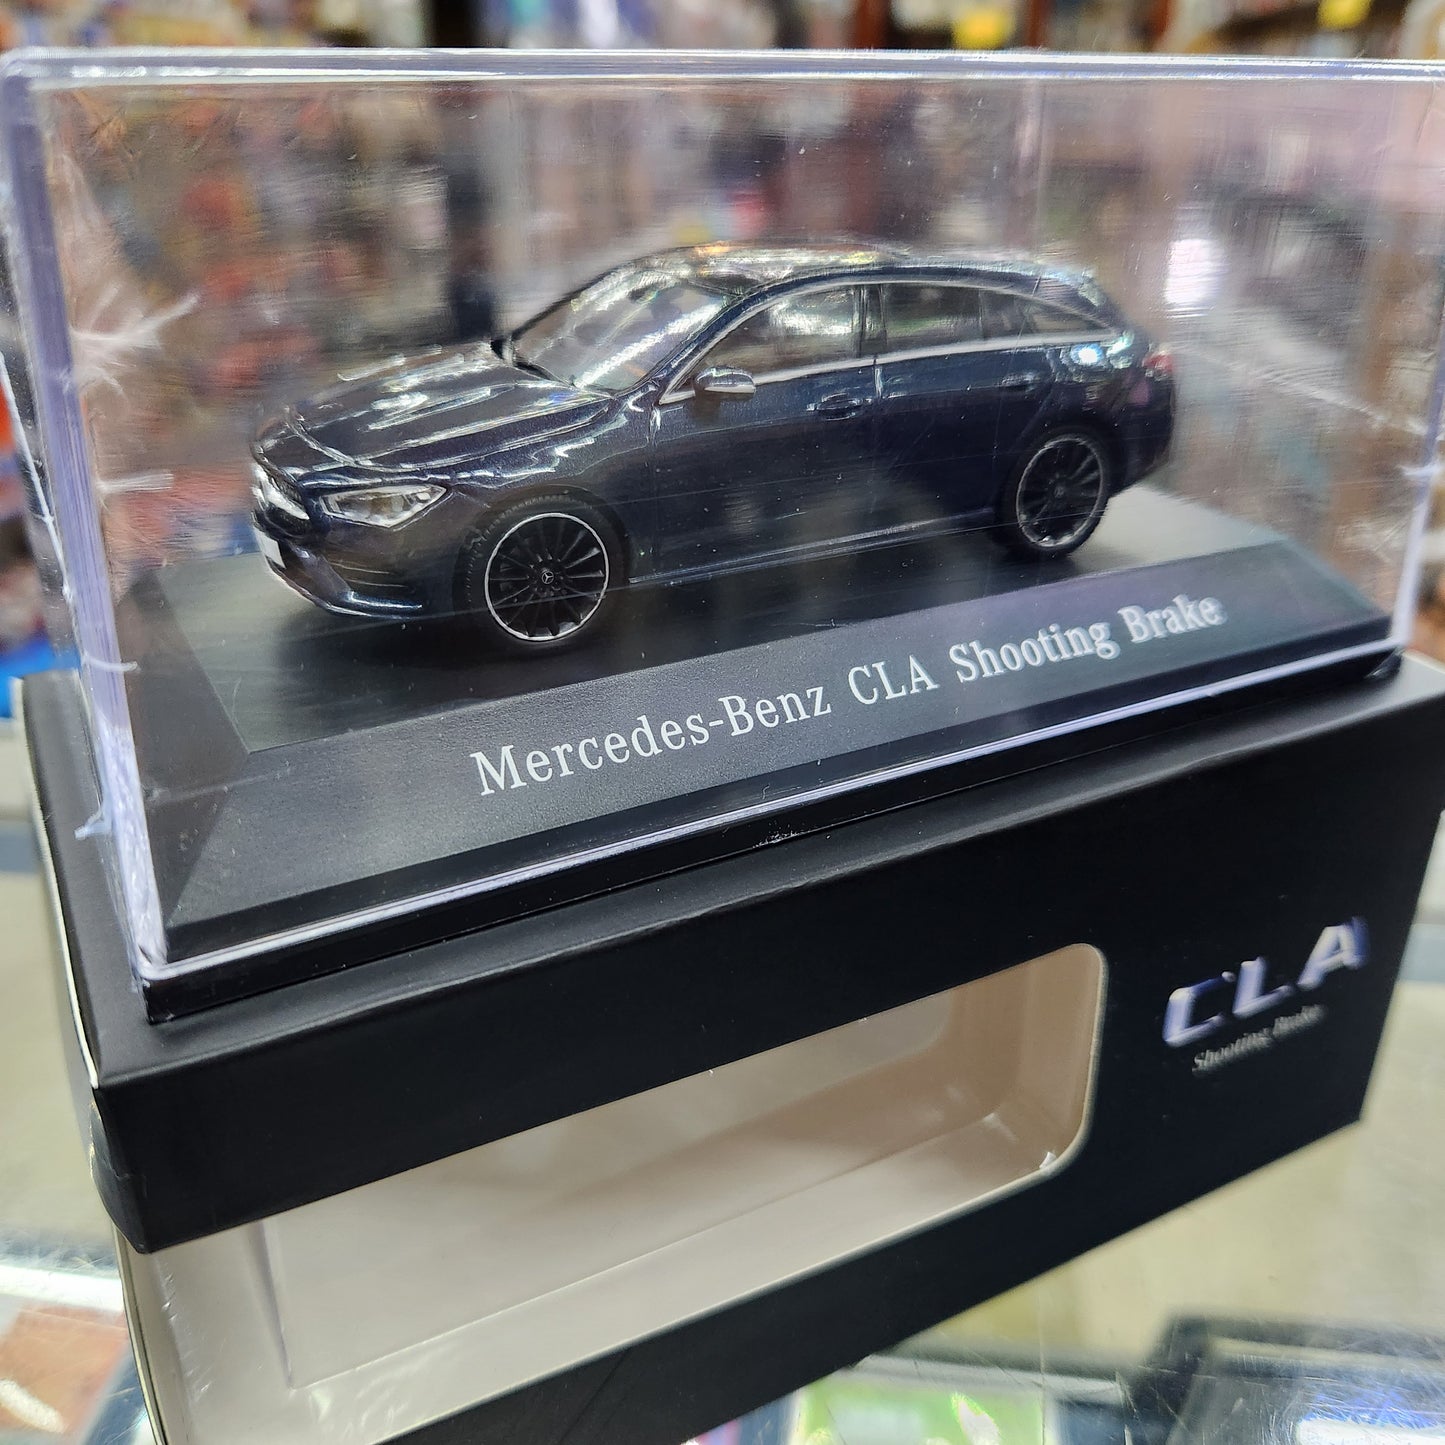 Mercedes-Benz CLA Shooting Brake
CLA
Shooting Brake